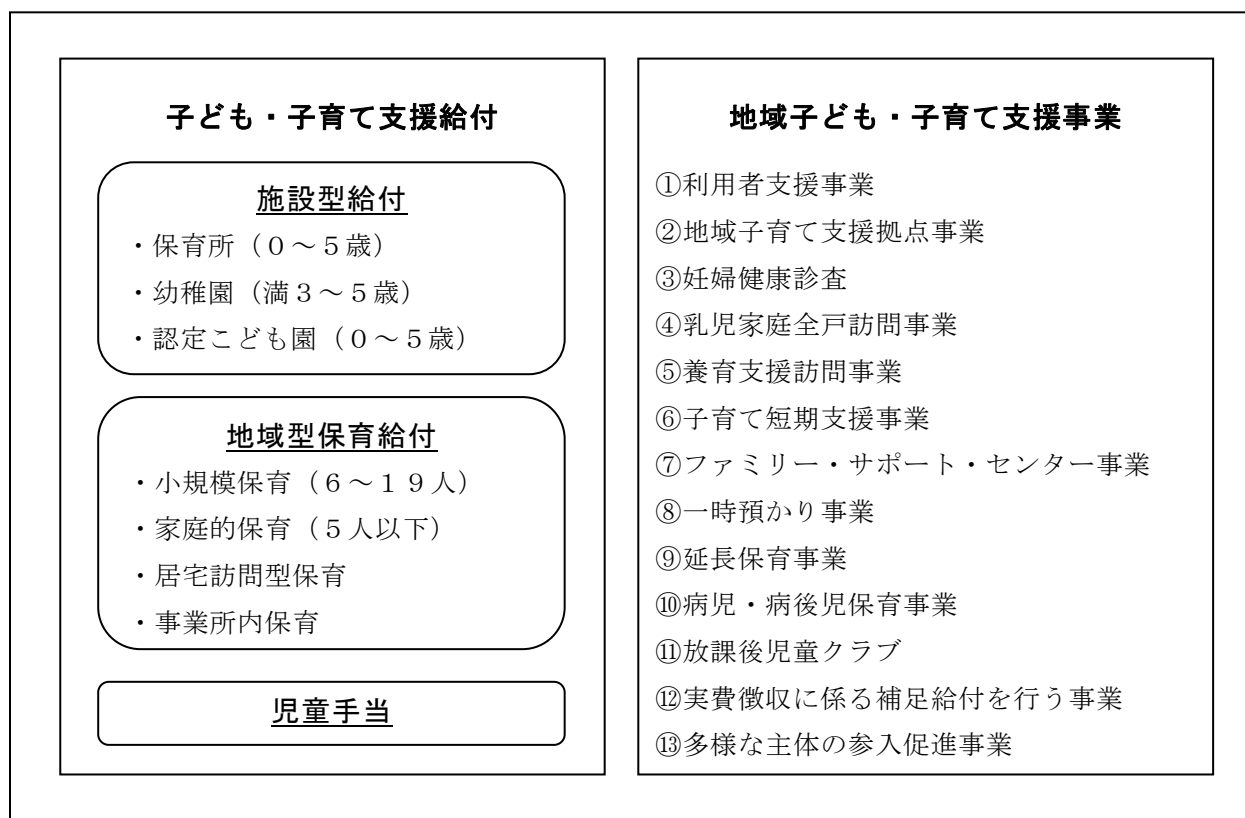 子ども・子育て支援給付
施設型給付
・保育所（０～５歳）
・幼稚園（満３～５歳）
・認定こども園（０～５歳）
地域型保育給付
・小規模保育（６～１９人）
・家庭的保育（５人以下）
・居宅訪問型保育
・事業所内保育
児童手当
地域子ども・子育て支援事業
①利用者支援事業
②地域子育て支援拠点事業
③妊婦健康診査
④乳児家庭全戸訪問事業
⑤養育支援訪問事業
⑥子育て短期支援事業
⑦ファミリー・サポート・センター事業
⑧一時預かり事業
⑨延長保育事業
⑩病児・病後児保育事業
⑪放課後児童クラブ
⑫実費徴収に係る補足給付を行う事業
⑬多様な主体の参入促進事業